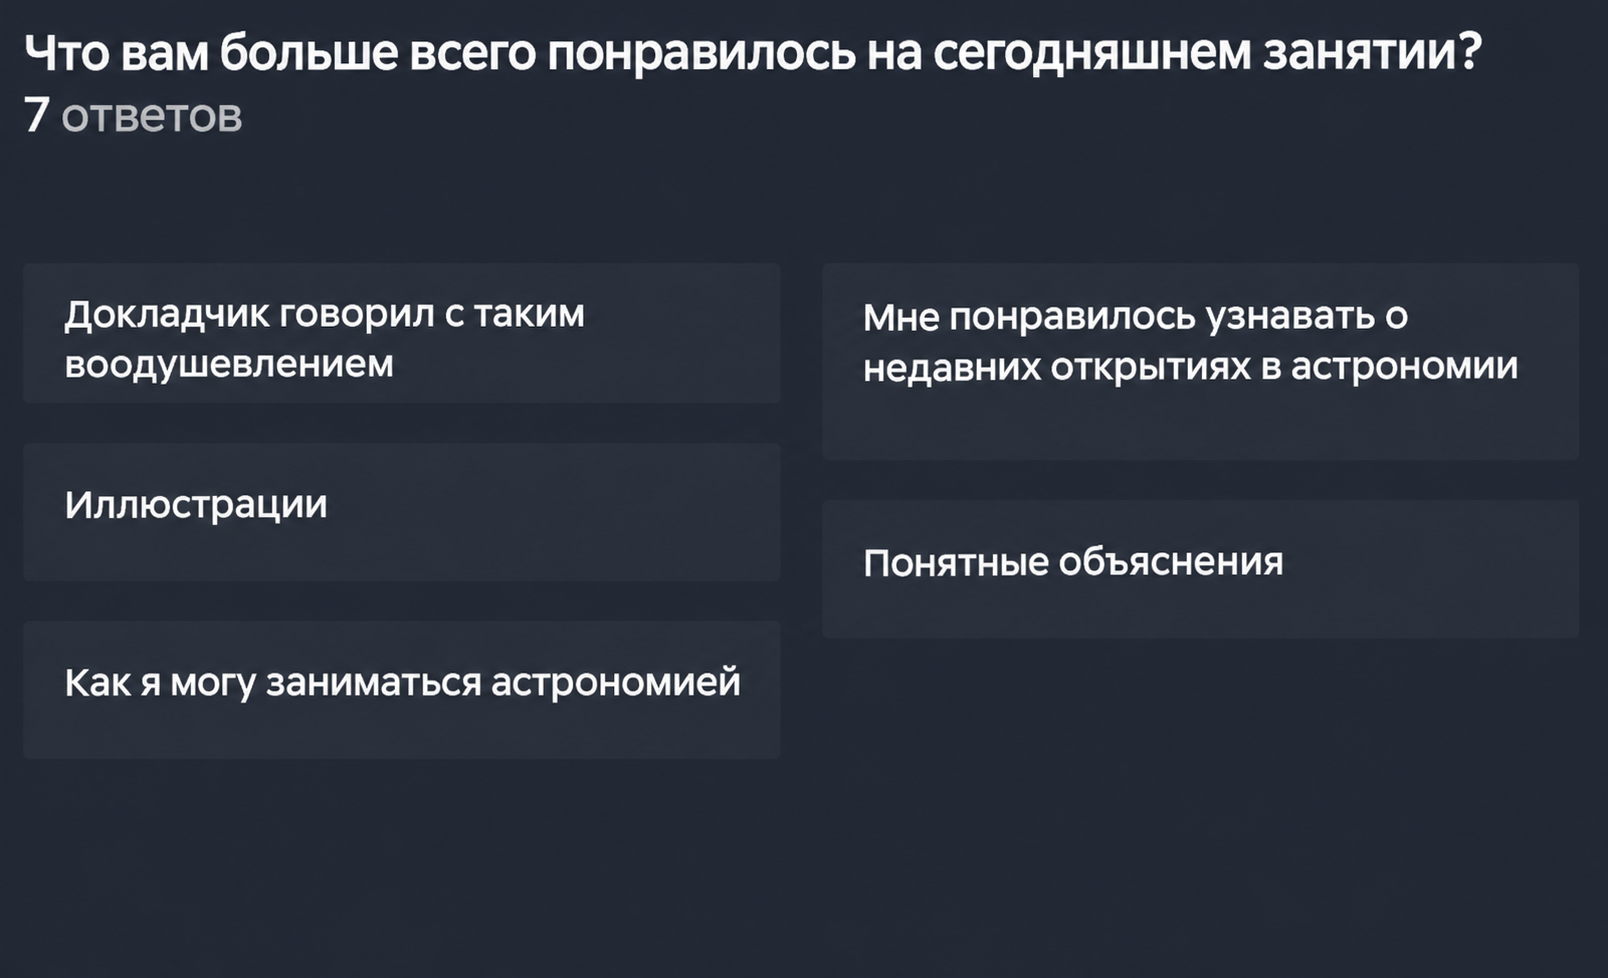 Что вам больше всего понравилось на сегодняшнем занятии?
7 ответов
Докладчик говорил с таким
воодушевлением
Иллюстрации
Как я могу заниматься астрономией
Мне понравилось узнавать о
недавних открытиях в астрономии
Понятные объяснения